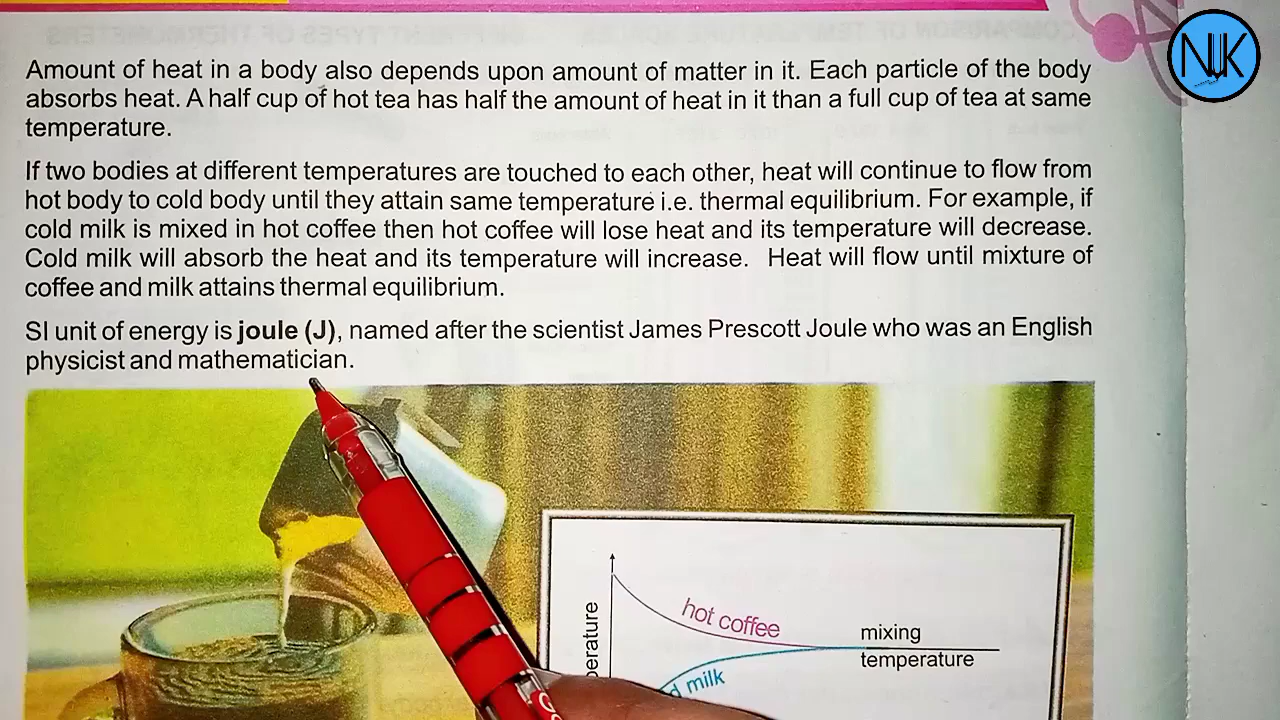 NJK
Amount of heat in a body also depends upon amount of matter in it. Each particle of the body
absorbs heat. A half cup of hot tea has half the amount of heat in it than a full cup of tea at same
temperature.
If two bodies at different temperatures are touched to each other, heat will continue to flow from
hot body to cold body until they attain same temperature i.e. thermal equilibrium. For example, if
cold milk is mixed in hot coffee then hot coffee will lose heat and its temperature will decrease.
Cold milk will absorb the heat and its temperature will increase. Heat will flow until mixture of
coffee and milk attains thermal equilibrium.
SI unit of energy is joule (J), named after the scientist James Prescott Joule who was an English
physicist and mathematician.
hot coffee
mixing
temperature
milk